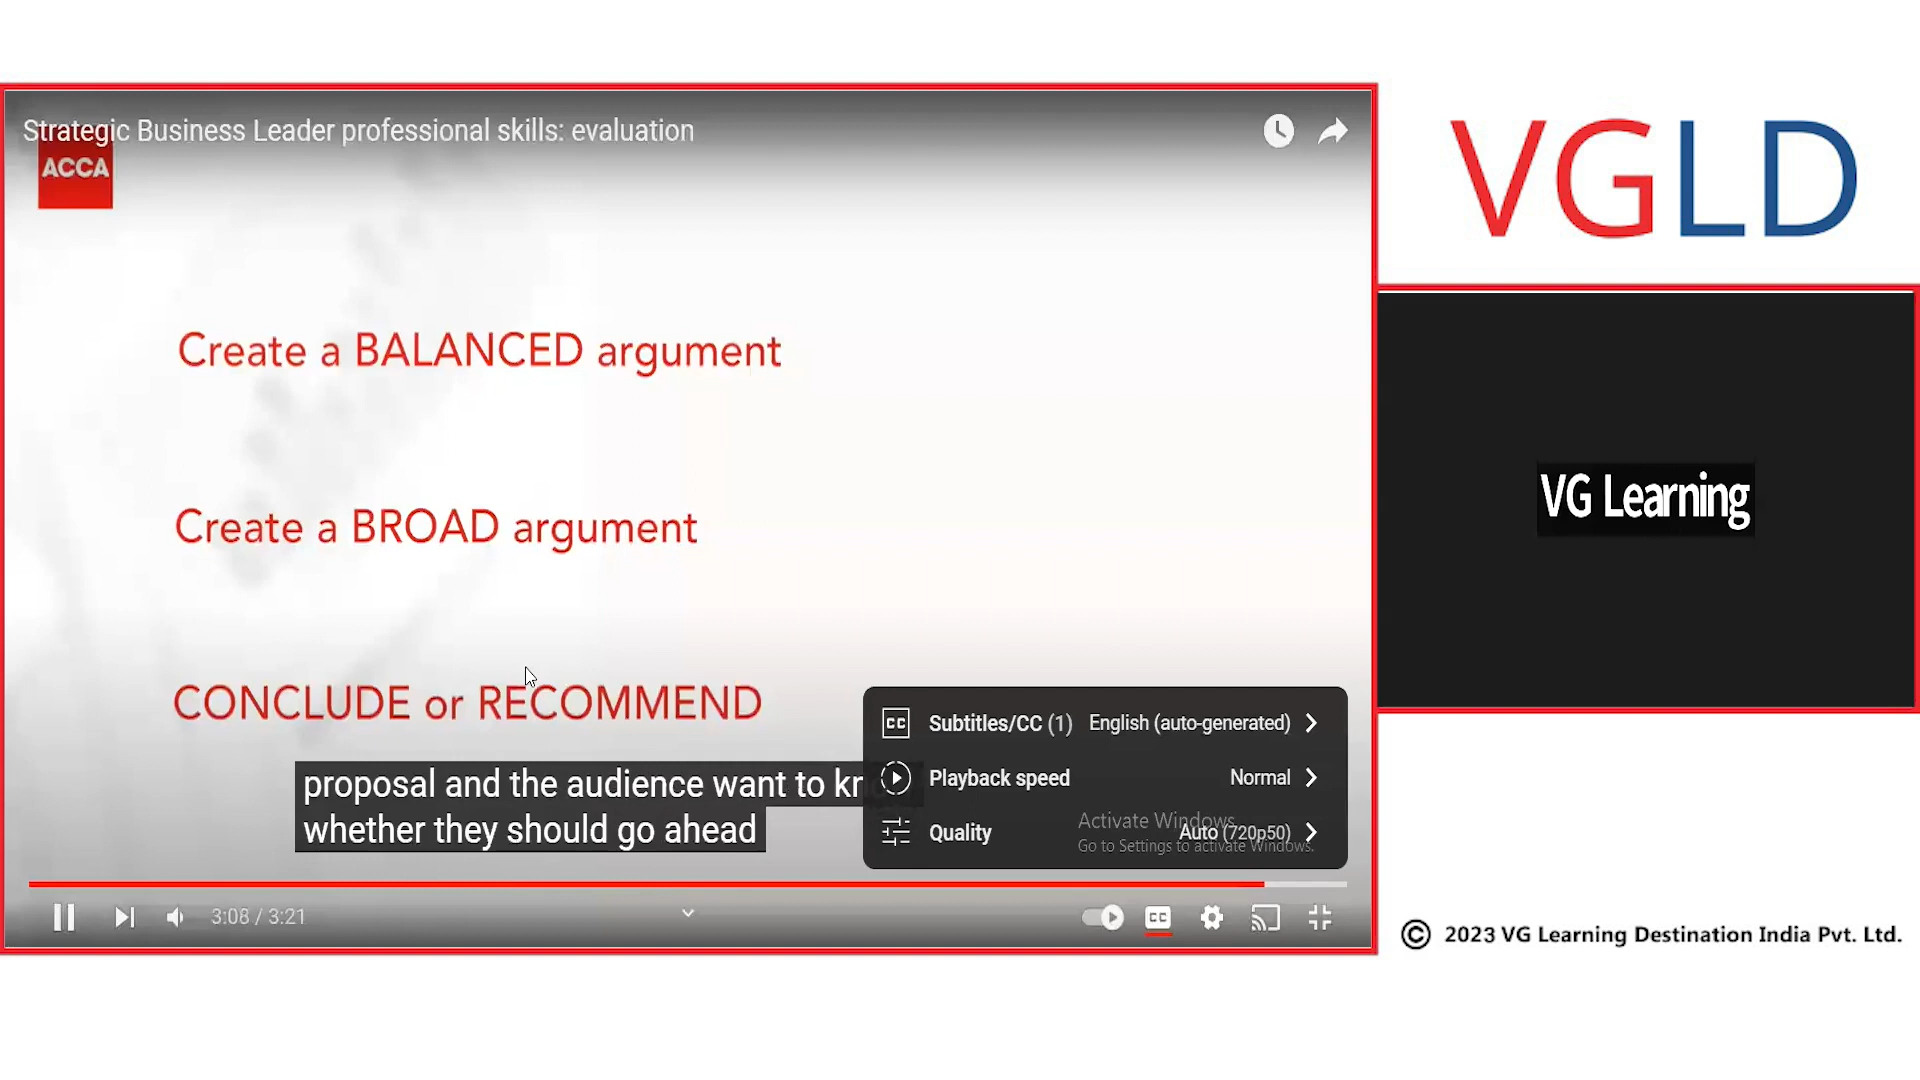 Strategic Business Leader professional skills: evaluation
ACCA
Create a BALANCED argument
Create a BROAD argument
CONCLUDE or RECOMMEND
proposal and the audience want to
whether they should go ahead
Subtitles/CC (1) English (auto-generated)
Playback speed Normal
Quality Auto (720p50)
Activate Windows
Go to Settings to activate Windows.
3:08 / 3:21
CC
VGLD
VG Learning
© 2023 VG Learning Destination India Pvt. Ltd.